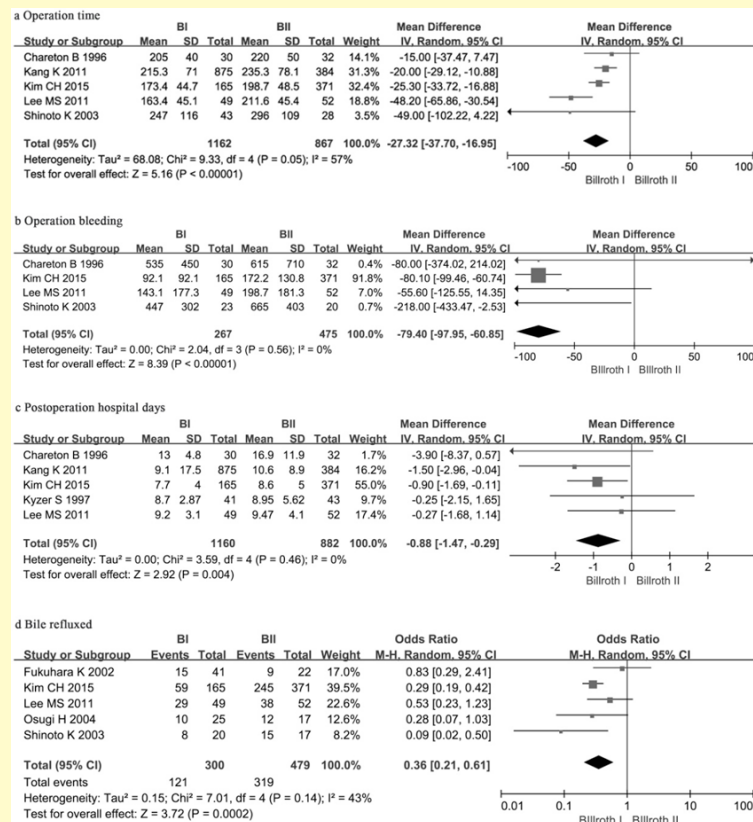 a Operation time
BI BII Mean Difference Mean Difference
Study or Subgroup Mean SD Total Mean SD Total Weight IV, Random, 95% CI IV, Random, 95% CI
Chareton B 1996 205 40 30 220 50 32 14.1% -15.00 [-37.47, 7.47]
Kang K 2011 215.3 71 875 235.3 78.1 384 31.3% -20.00 [-29.12, -10.88]
Kim CH 2015 173.4 44.7 165 198.7 48.5 371 32.4% -25.30 [-33.72, -16.88]
Lee MS 2011 163.4 45.1 49 211.6 45.4 52 18.8% -48.20 [-65.86, -30.54]
Shinoto K 2003 247 116 43 296 109 28 3.5% -49.00 [-102.22, 4.22]
Total (95% CI) 1162 867 100.0% -27.32 [-37.70, -16.95]
Heterogeneity: Tau² = 68.08; Chi² = 9.33, df = 4 (P = 0.05); I² = 57%
Test for overall effect: Z = 5.16 (P < 0.00001)
-100 -50 0 50 100
Billroth I Billroth II
b Operation bleeding
BI BII Mean Difference Mean Difference
Study or Subgroup Mean SD Total Mean SD Total Weight IV, Random, 95% CI IV, Random, 95% CI
Chareton B 1996 535 450 30 615 710 32 0.4% -80.00 [-374.02, 214.02]
Kim CH 2015 92.1 92.1 165 172.2 130.8 371 91.8% -80.10 [-99.46, -60.74]
Lee MS 2011 143.1 177.3 49 198.7 181.3 52 7.0% -55.60 [-125.55, 14.35]
Shinoto K 2003 447 302 23 665 403 20 0.7% -218.00 [-433.47, -2.53]
Total (95% CI) 267 475 100.0% -79.40 [-97.95, -60.85]
Heterogeneity: Tau² = 0.00; Chi² = 2.04, df = 3 (P = 0.56); I² = 0%
Test for overall effect: Z = 8.39 (P < 0.00001)
-100 -50 0 50 100
Billroth I Billroth II
c Postoperation hospital days
BI BII Mean Difference Mean Difference
Study or Subgroup Mean SD Total Mean SD Total Weight IV, Random, 95% CI IV, Random, 95% CI
Chareton B 1996 13 4.8 30 16.9 11.9 32 1.7% -3.90 [-8.37, 0.57]
Kang K 2011 9.1 17.5 875 10.6 8.9 384 16.2% -1.50 [-2.96, -0.04]
Kim CH 2015 7.7 4 165 8.6 5 371 55.0% -0.90 [-1.69, -0.11]
Kyzer S 1997 8.7 2.87 41 8.95 5.62 43 9.7% -0.25 [-2.15, 1.65]
Lee MS 2011 9.2 3.1 49 9.47 4.1 52 17.4% -0.27 [-1.68, 1.14]
Total (95% CI) 1160 882 100.0% -0.88 [-1.47, -0.29]
Heterogeneity: Tau² = 0.00; Chi² = 3.59, df = 4 (P = 0.46); I² = 0%
Test for overall effect: Z = 2.92 (P = 0.004)
-2 -1 0 1 2
Billroth I Billroth II
d Bile refluxed
BI BII Odds Ratio Odds Ratio
Study or Subgroup Events Total Events Total Weight M-H, Random, 95% CI M-H, Random, 95% CI
Fukuhara K 2002 15 41 9 22 17.0% 0.83 [0.29, 2.41]
Kim CH 2015 59 165 245 371 39.5% 0.29 [0.19, 0.42]
Lee MS 2011 29 49 38 52 22.6% 0.53 [0.23, 1.23]
Osugi H 2004 10 25 12 17 12.6% 0.28 [0.07, 1.03]
Shinoto K 2003 8 20 15 17 8.2% 0.09 [0.02, 0.50]
Total (95% CI) 300 479 100.0% 0.36 [0.21, 0.61]
Total events 121 319
Heterogeneity: Tau² = 0.15; Chi² = 7.01, df = 4 (P = 0.14); I² = 43%
Test for overall effect: Z = 3.72 (P = 0.0002)
0.01 0.1 1 10 100
Billroth I Billroth II